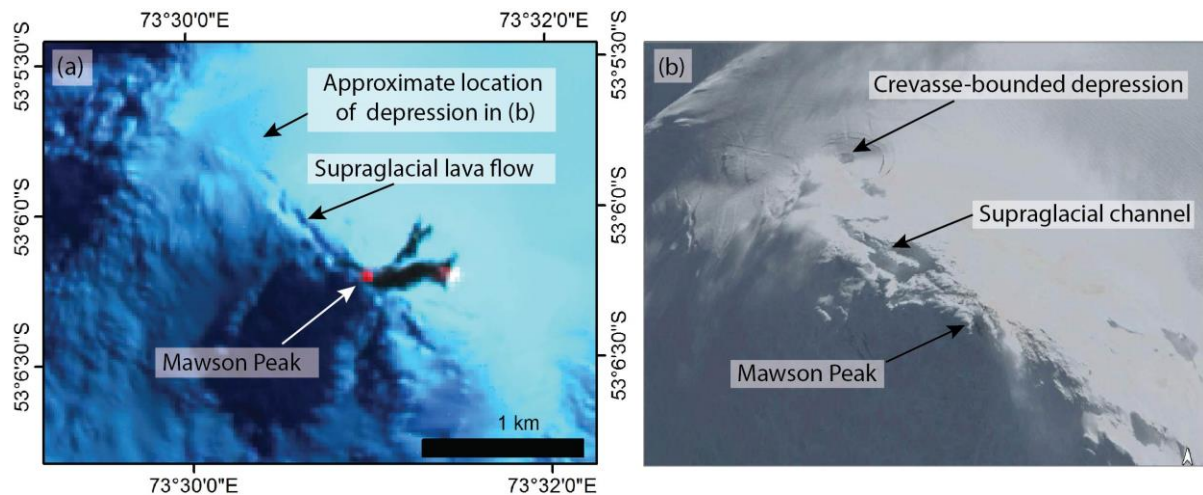 73°30'0"E
73°32'0"E
53°5'30"S
53°6'0"S
53°6'30"S
(a)
Approximate location
of depression in (b)
Supraglacial lava flow
Mawson Peak
1 km
73°30'0"E
73°32'0"E
53°5'30"S
53°6'0"S
53°6'30"S
(b)
Crevasse-bounded depression
Supraglacial channel
Mawson Peak